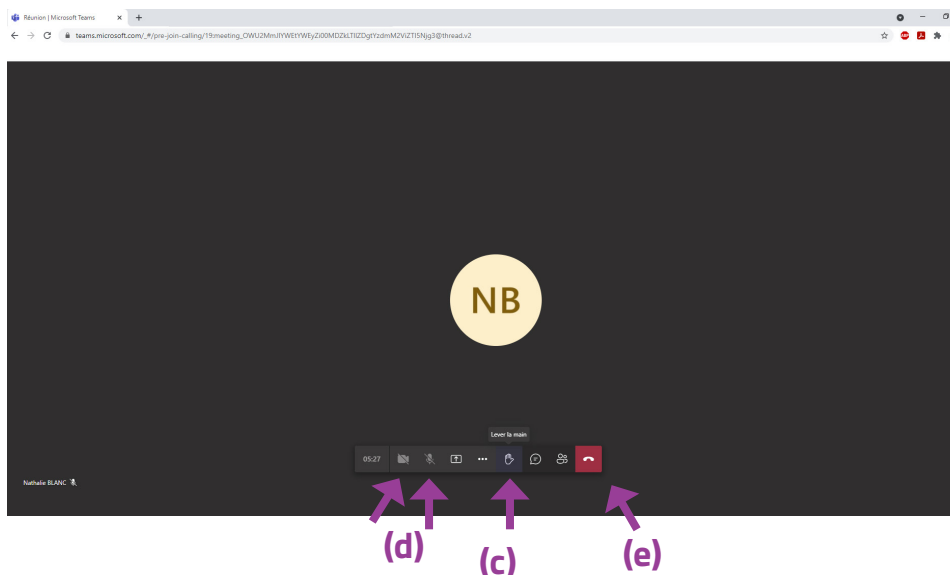 Réunion | Microsoft Teams
teams.microsoft.com/_#/pre-join-calling/19:meeting_OWU2MmJlYWEtYWEyZi00MDZkLTllZDgtYzdmM2ViZTI5Njg3@thread.v2
ABP
NB
Lever la main
05:27
Nathalie BLANC
(d)
(c)
(e)